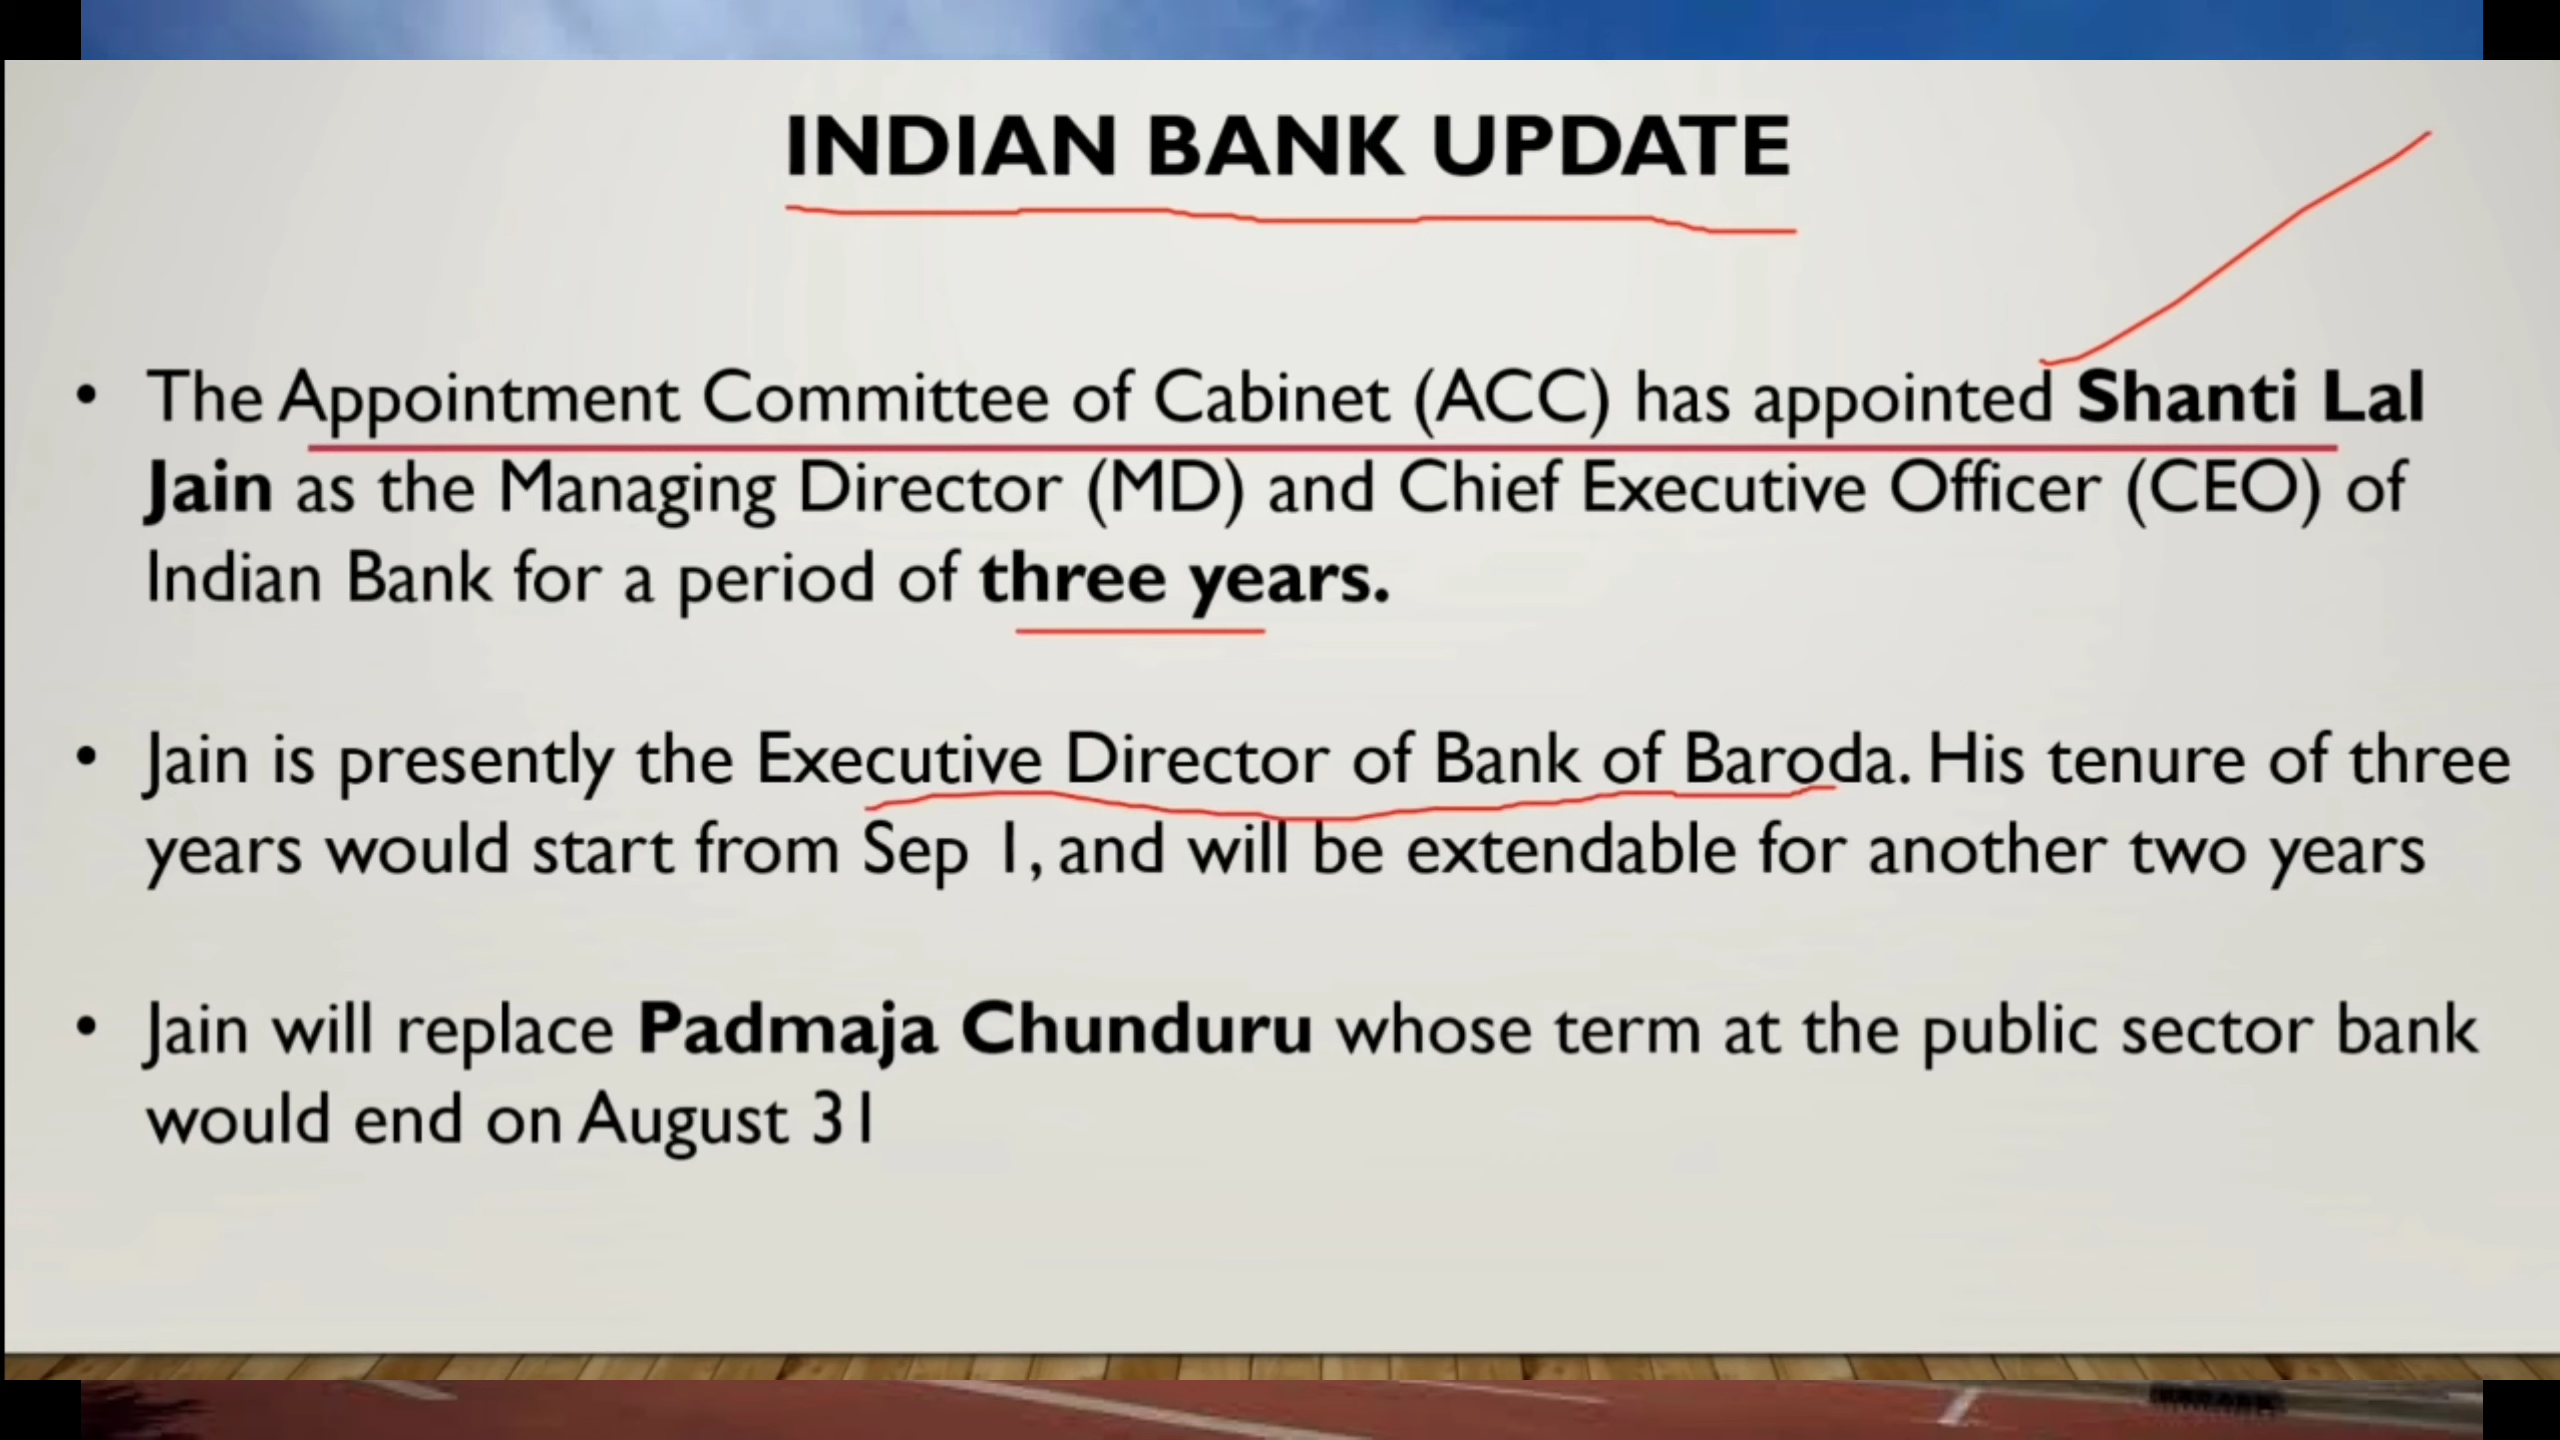 INDIAN BANK UPDATE
• The Appointment Committee of Cabinet (ACC) has appointed Shanti Lal
Jain as the Managing Director (MD) and Chief Executive Officer (CEO) of
Indian Bank for a period of three years.
• Jain is presently the Executive Director of Bank of Baroda. His tenure of three
years would start from Sep 1, and will be extendable for another two years
• Jain will replace Padmaja Chunduru whose term at the public sector bank
would end on August 31